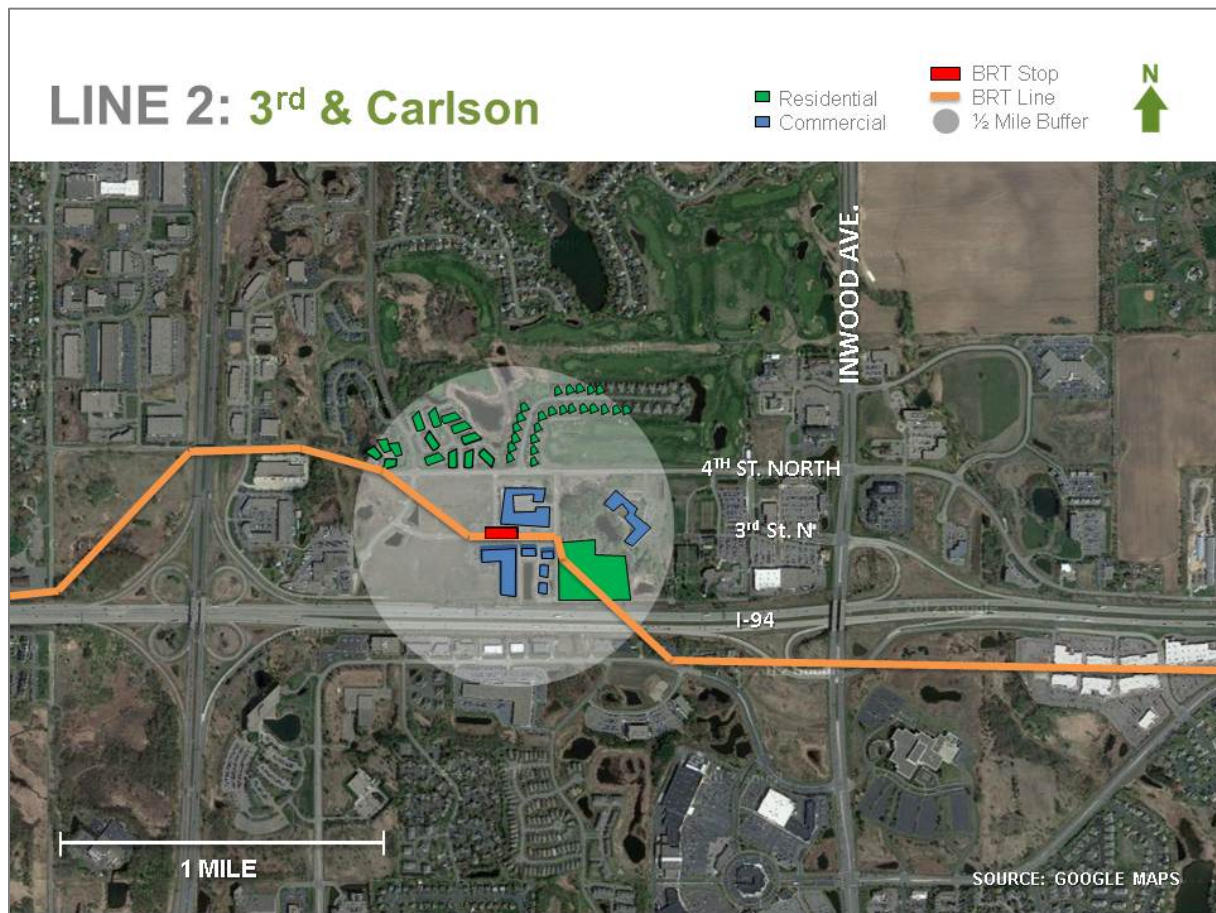 LINE 2: 3rd & Carlson
Residential
Commercial
BRT Stop
BRT Line
½ Mile Buffer
N
INWOOD AVE.
4TH ST. NORTH
3rd St. N
I-94
1 MILE
SOURCE: GOOGLE MAPS